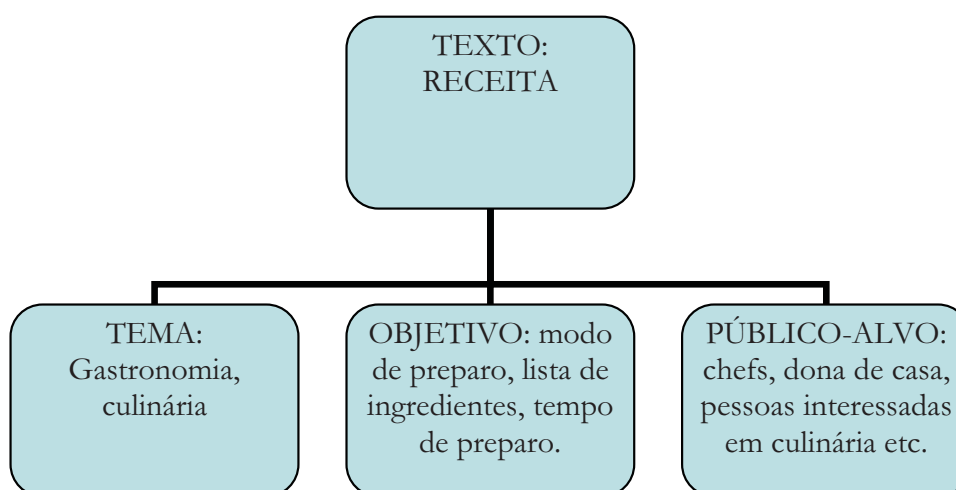 TEXTO:
RECEITA
TEMA:
Gastronomia,
culinária
OBJETIVO: modo
de preparo, lista de
ingredientes, tempo
de preparo.
PÚBLICO-ALVO:
chefs, dona de casa,
pessoas interessadas
em culinária etc.